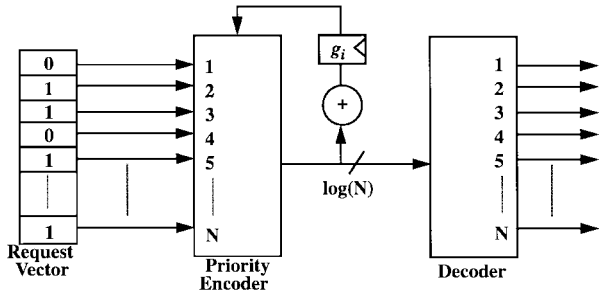 0
1
1
0
1
1
Request
Vector
1
2
3
4
5
N
Priority
Encoder
g_i
+
log(N)
1
2
3
4
5
N
Decoder